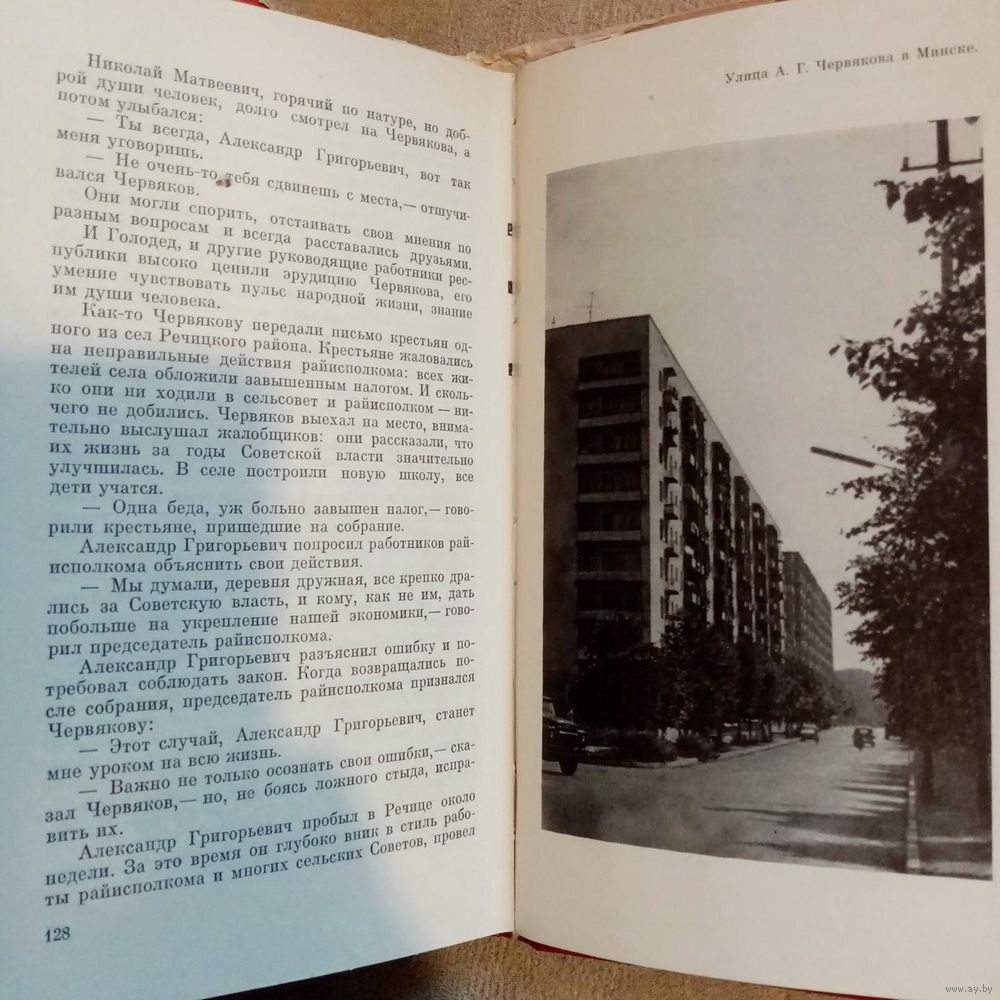 Николай Матвеевич, горячий по натуре, но доб-
рой души человек, долго смотрел на Червякова, а
потом улыбался:
— Ты всегда, Александр Григорьевич, вот так
меня уговоришь.
— Не очень-то тебя сдвинешь с места,— отшучи-
вался Червяков.
Они могли спорить, отстаивать свои мнения по
разным вопросам и всегда расставались друзьями.
И Голодед, и другие руководящие работники рес-
публики высоко ценили эрудицию Червякова, его
умение чувствовать пульс народной жизни, знание
им души человека.
Как-то Червякову передали письмо крестьян од-
ного из сел Речицкого района. Крестьяне жаловались
на неправильные действия райисполкома: всех жи-
телей села обложили завышенным налогом. И сколь-
ко они ни ходили в сельсовет и райисполком — ни-
чего не добились. Червяков выехал на место, внима-
тельно выслушал жалобщиков: они рассказали, что
их жизнь за годы Советской власти значительно
улучшилась. В селе построили новую школу, все
дети учатся.
— Одна беда, уж больно завышен налог,— гово-
рили крестьяне, пришедшие на собрание.
Александр Григорьевич попросил работников рай-
исполкома объяснить свои действия.
— Мы думали, деревня дружная, все крепко дра-
лись за Советскую власть, и кому, как не им, дать
побольше на укрепление нашей экономики,— гово-
рил председатель райисполкома.
Александр Григорьевич разъяснил ошибку и по-
требовал соблюдать закон. Когда возвращались по-
сле собрания, председатель райисполкома признался
Червякову:
— Этот случай, Александр Григорьевич, станет
мне уроком на всю жизнь.
— Важно не только осознать свои ошибки,— ска-
зал Червяков,— но, не боясь ложного стыда, испра-
вить их.
Александр Григорьевич пробыл в Речице около
недели. За это время он глубоко вник в стиль рабо-
ты райисполкома и многих сельских Советов, провел
128
Улица А. Г. Червякова в Минске.
www.ay.by